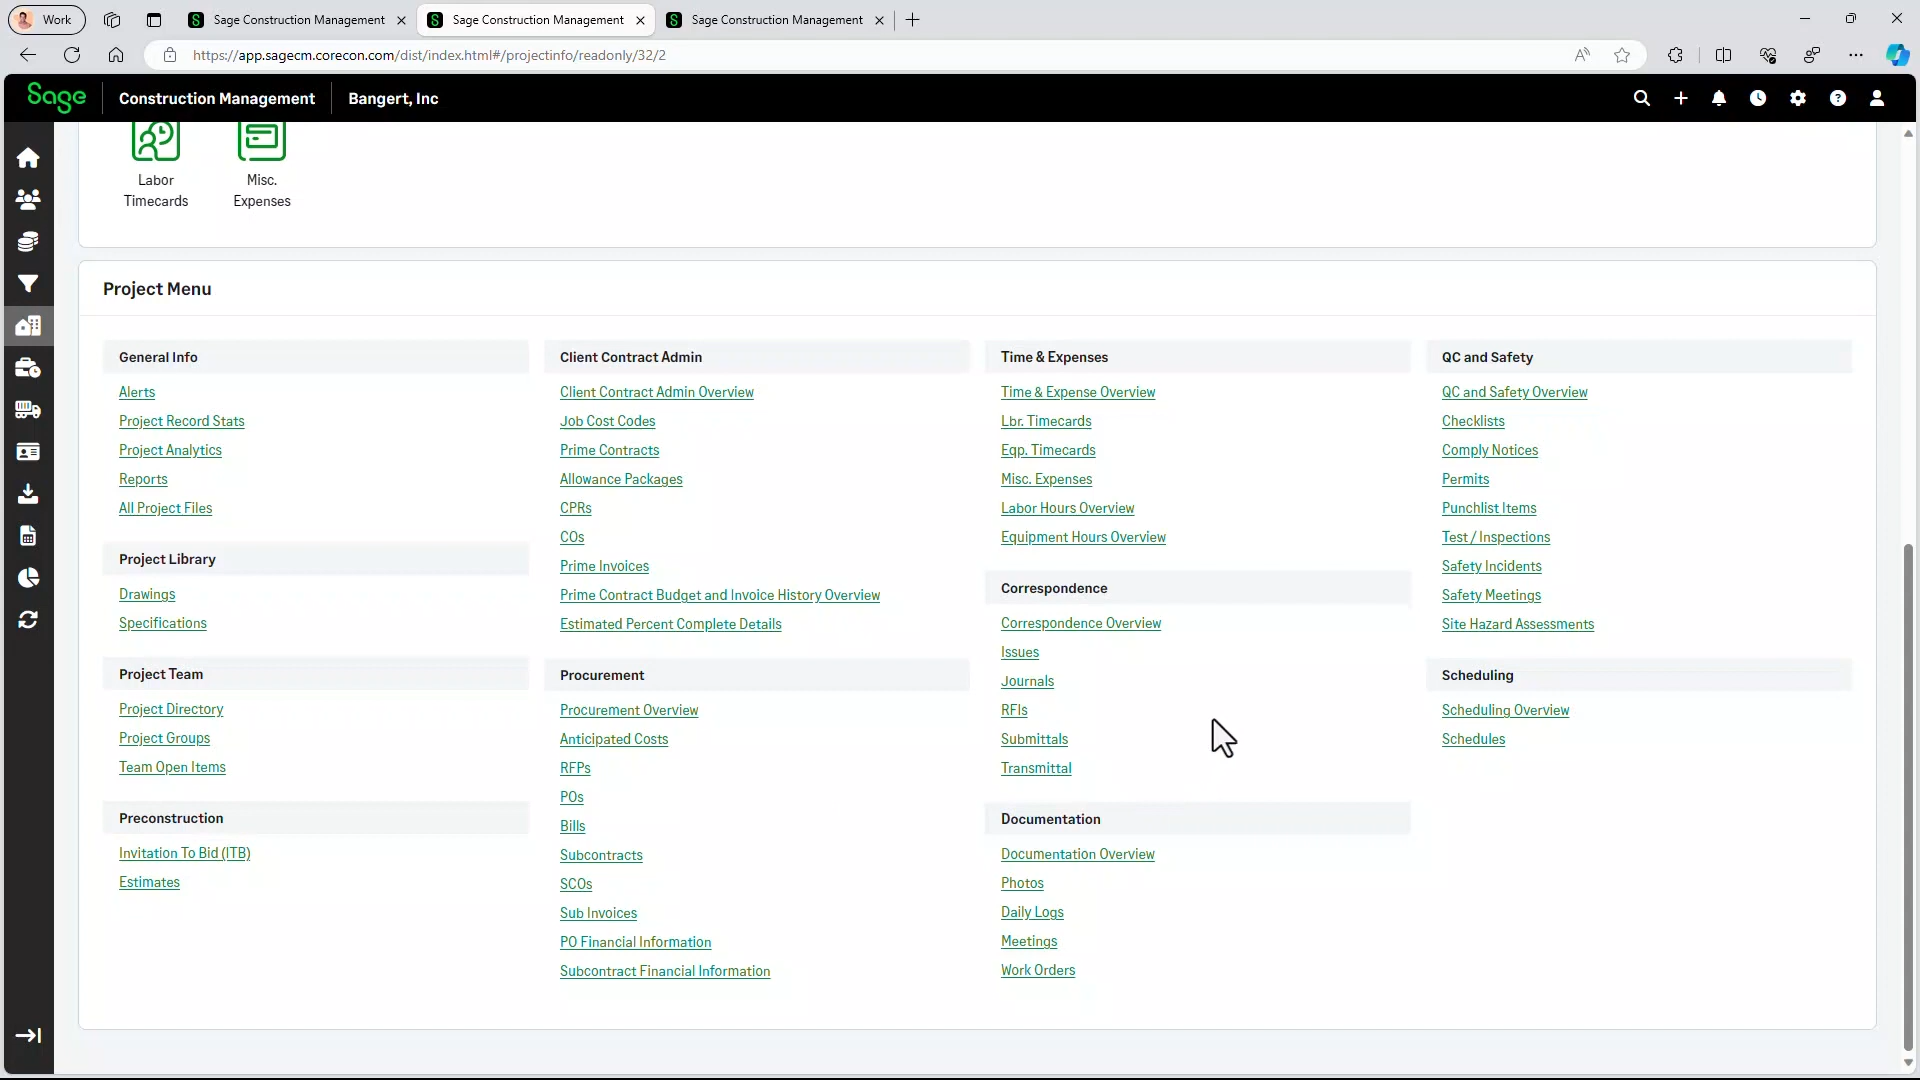 Work
Sage Construction Management
Sage Construction Management
Sage Construction Management
https://app.sagecm.corecon.com/dist/index.html#/projectinfo/readonly/32/2
Sage
Construction Management
Bangert, Inc
Labor
Timecards
Misc.
Expenses
Project Menu
General Info
Alerts
Project Record Stats
Project Analytics
Reports
All Project Files
Project Library
Drawings
Specifications
Project Team
Project Directory
Project Groups
Team Open Items
Preconstruction
Invitation To Bid (ITB)
Estimates
Client Contract Admin
Client Contract Admin Overview
Job Cost Codes
Prime Contracts
Allowance Packages
CPRs
COs
Prime Invoices
Prime Contract Budget and Invoice History Overview
Estimated Percent Complete Details
Procurement
Procurement Overview
Anticipated Costs
RFPs
POs
Bills
Subcontracts
SCOs
Sub Invoices
PO Financial Information
Subcontract Financial Information
Time & Expenses
Time & Expense Overview
Lbr. Timecards
Eqp. Timecards
Misc. Expenses
Labor Hours Overview
Equipment Hours Overview
Correspondence
Correspondence Overview
Issues
Journals
RFIs
Submittals
Transmittal
Documentation
Documentation Overview
Photos
Daily Logs
Meetings
Work Orders
QC and Safety
QC and Safety Overview
Checklists
Comply Notices
Permits
Punchlist Items
Test / Inspections
Safety Incidents
Safety Meetings
Site Hazard Assessments
Scheduling
Scheduling Overview
Schedules